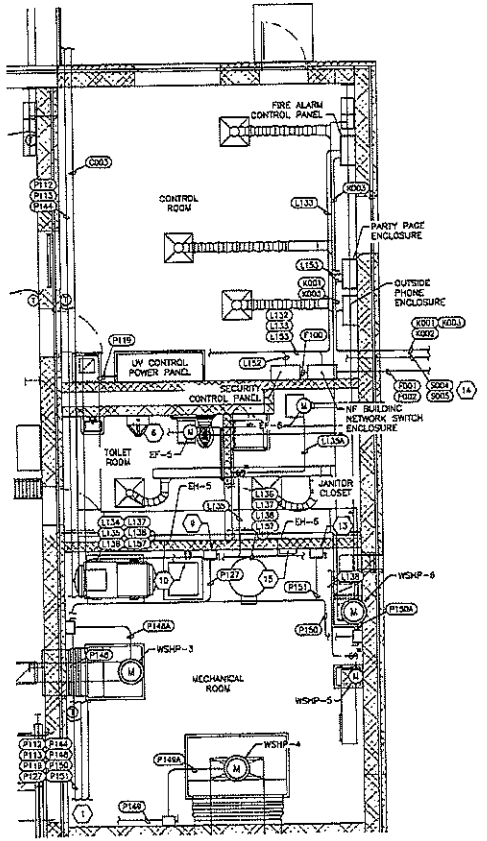 FIRE ALARM
CONTROL PANEL
C003
P112
P113
P144
CONTROL
ROOM
L133
K003
PARTY PAGE
ENCLOSURE
L153
K001
K003
OUTSIDE
PHONE
ENCLOSURE
L132
L133
L153
F100
K001 K003
K002
P119
L152
UV CONTROL
POWER PANEL
SECURITY
CONTROL PANEL
F001 S004
F002 S005
14
NF BUILDING
NETWORK SWITCH
ENCLOSURE
M
EF-6
6
M
EF-5
TOILET
ROOM
L135A
JANITOR
CLOSET
EH-5
L136
L137
L138
L157
L135
EH-6
L134 L137
L135 L138
L136 L157
9
13
10
P127
15
P151
L138
WSHP-6
P150A
M
P150
P148A
WSHP-3
M
P148
MECHANICAL
ROOM
WSHP-5
M
P112 P144
P113 P148
P119 P150
P127 P151
P149A
WSHP-4
M
P149
1
T
T
T